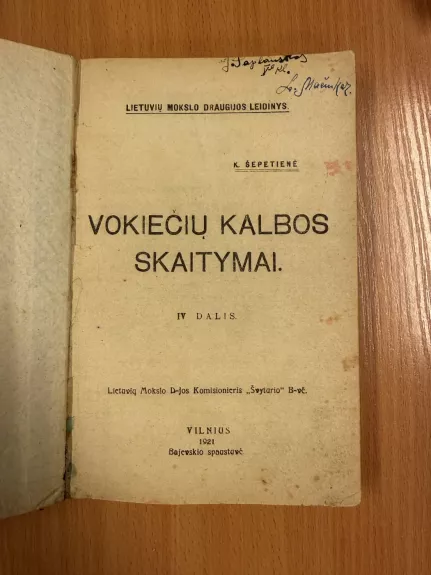 LIETUVIŲ MOKSLO DRAUGIJOS LEIDINYS.
K. ŠEPETIENĖ
VOKIEČIŲ KALBOS
SKAITYMAI.
IV DALIS.
Lietuvių Mokslo D-jos Komisionieris „Švyturio" B-vė.
VILNIUS
1921
Bajevskio spaustuvė